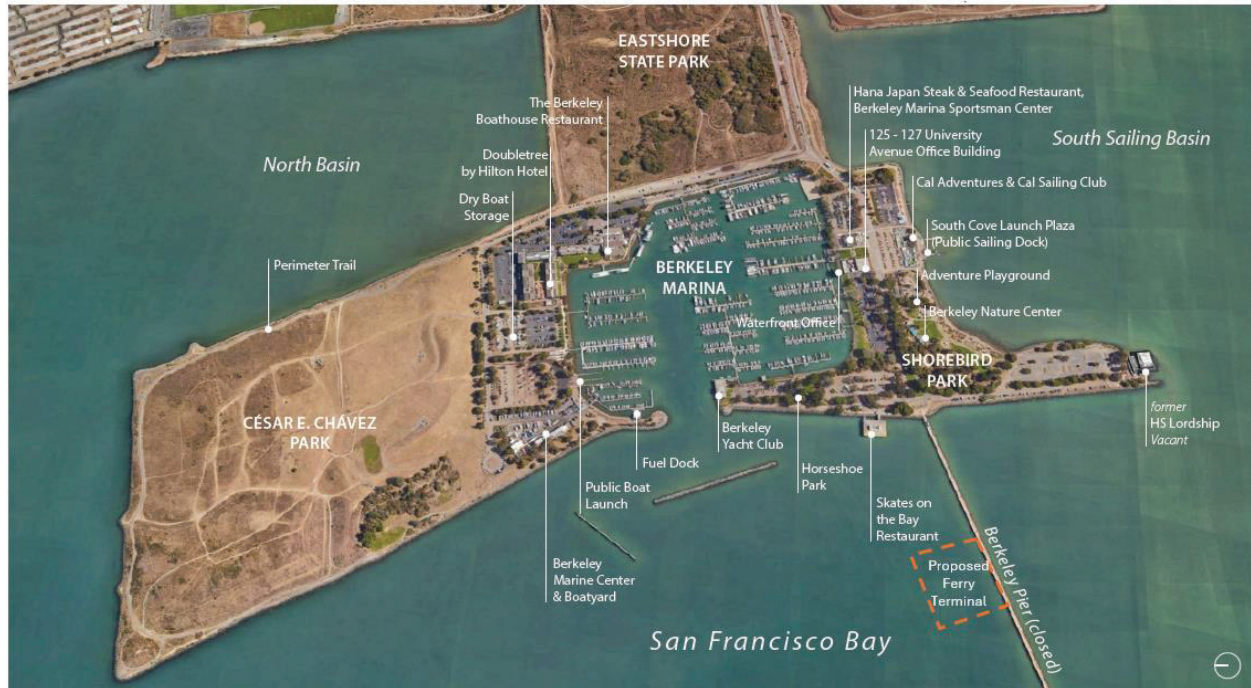 EASTSHORE
STATE PARK
The Berkeley
Boathouse Restaurant
Hana Japan Steak & Seafood Restaurant,
Berkeley Marina Sportsman Center
North Basin
Doubletree
by Hilton Hotel
125 - 127 University
Avenue Office Building
South Sailing Basin
Dry Boat
Storage
Cal Adventures & Cal Sailing Club
South Cove Launch Plaza
(Public Sailing Dock)
Perimeter Trail
BERKELEY
MARINA
Adventure Playground
Berkeley Nature Center
Waterfront Office
SHOREBIRD
PARK
CÉSAR E. CHÁVEZ
PARK
former
HS Lordship
Vacant
Berkeley
Yacht Club
Fuel Dock
Horseshoe
Park
Public Boat
Launch
Skates on
the Bay
Restaurant
Berkeley
Marine Center
& Boatyard
Proposed
Ferry
Terminal
Berkeley Pier (closed)
San Francisco Bay